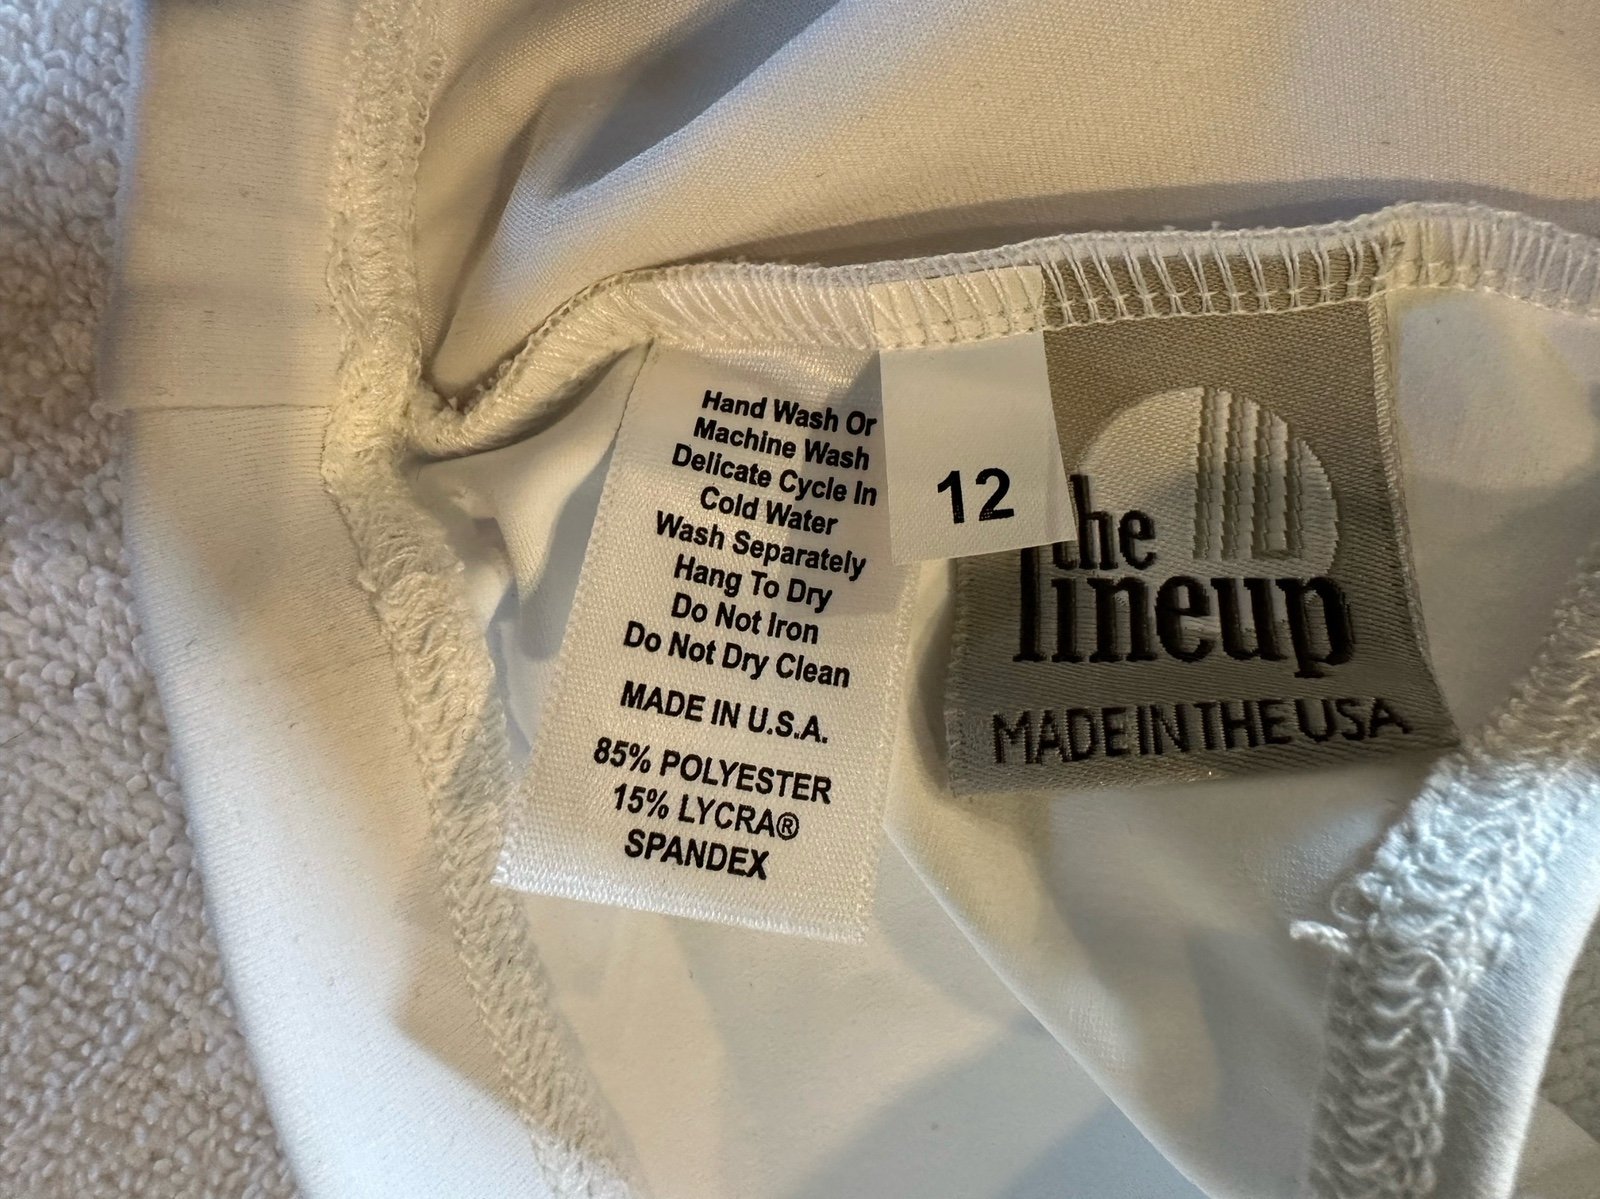 Hand Wash Or
Machine Wash
Delicate Cycle In
Cold Water
Wash Separately
Hang To Dry
Do Not Iron
Do Not Dry Clean
MADE IN U.S.A.
85% POLYESTER
15% LYCRA®
SPANDEX
12
the
lineup
MADE IN THE USA